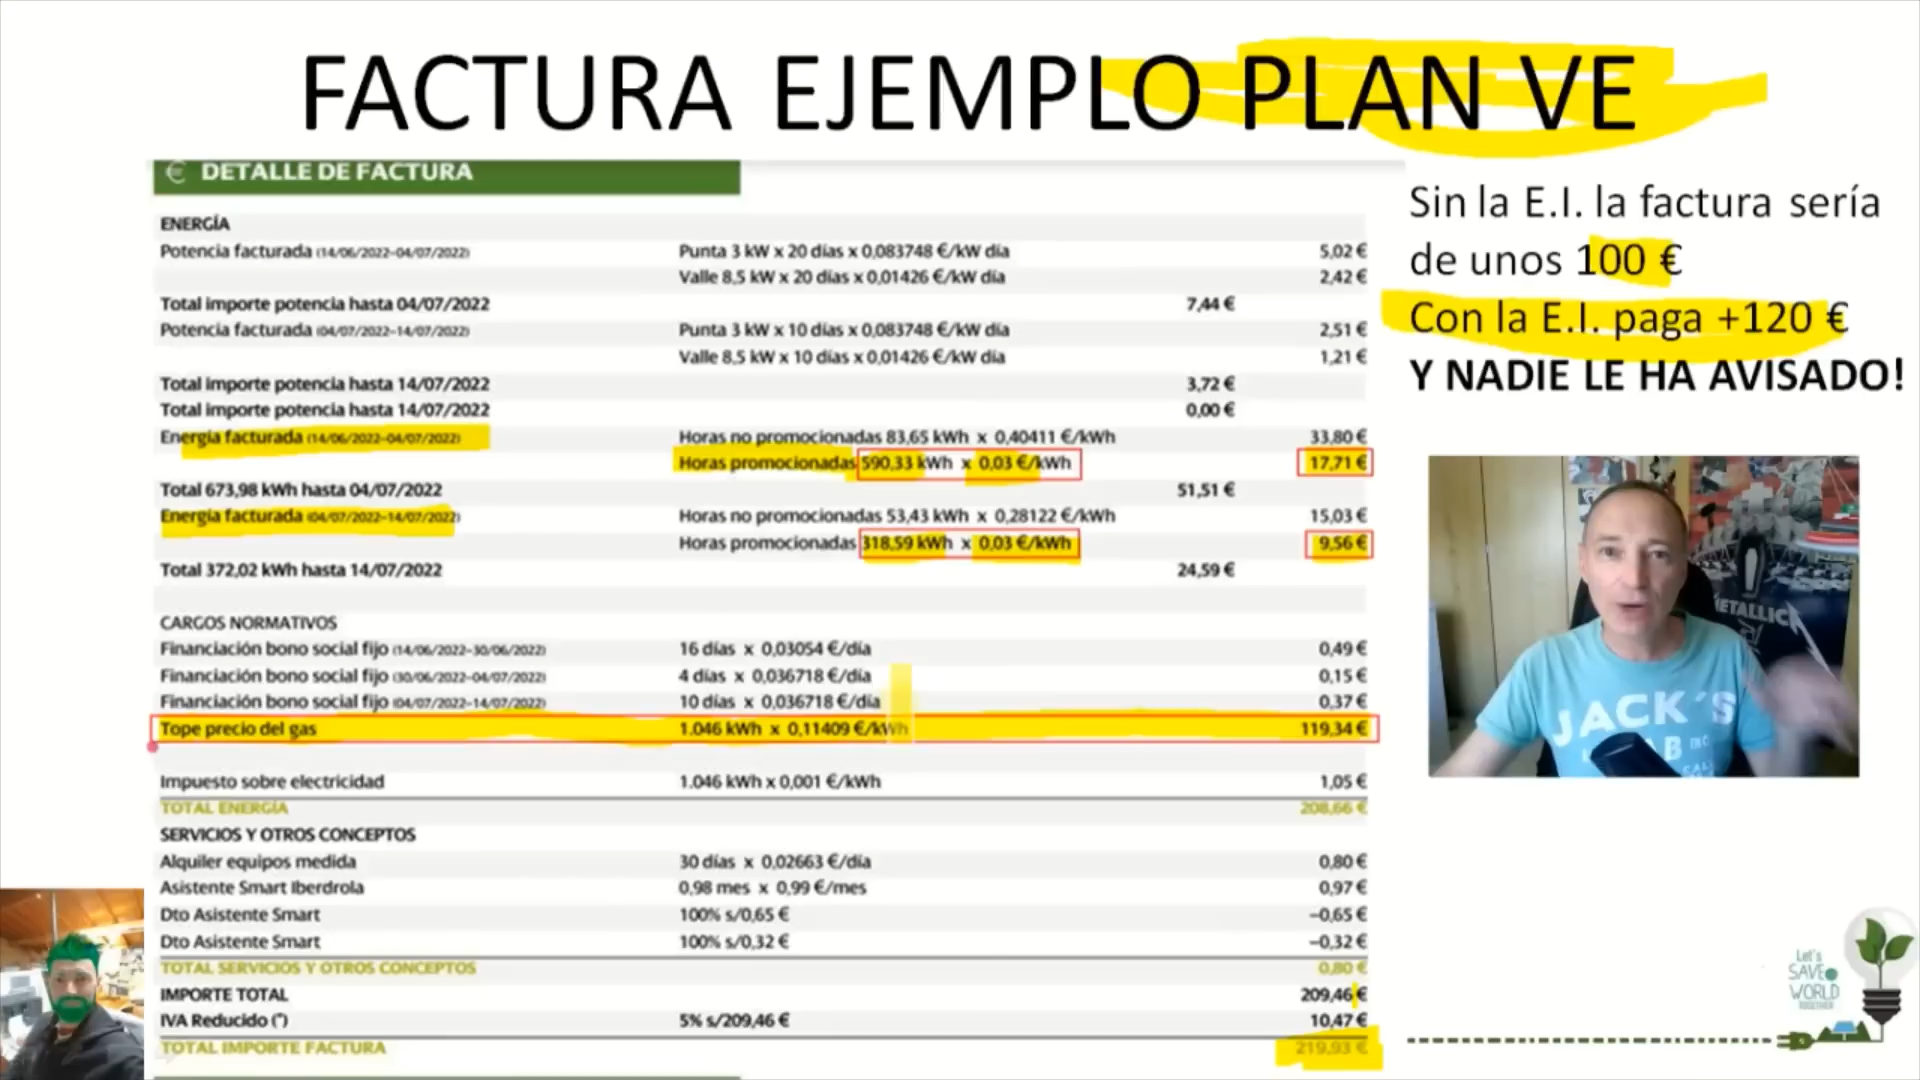 FACTURA EJEMPLO PLAN VE
€ DETALLE DE FACTURA
ENERGÍA
Potencia facturada (14/06/2022-04/07/2022) Punta 3 kW x 20 días x 0,083748 €/kW día 5,02 €
Valle 8,5 kW x 20 días x 0,01426 €/kW día 2,42 €
Total importe potencia hasta 04/07/2022 7,44 €
Potencia facturada (04/07/2022-14/07/2022) Punta 3 kW x 10 días x 0,083748 €/kW día 2,51 €
Valle 8,5 kW x 10 días x 0,01426 €/kW día 1,21 €
Total importe potencia hasta 14/07/2022 3,72 €
Total importe potencia hasta 14/07/2022 0,00 €
Energía facturada (14/06/2022-04/07/2022) Horas no promocionadas 83,65 kWh x 0,40411 €/kWh 33,80 €
Horas promocionadas 590,33 kWh x 0,03 €/kWh 17,71 €
Total 673,98 kWh hasta 04/07/2022 51,51 €
Energía facturada (04/07/2022-14/07/2022) Horas no promocionadas 53,43 kWh x 0,28122 €/kWh 15,03 €
Horas promocionadas 318,59 kWh x 0,03 €/kWh 9,56 €
Total 372,02 kWh hasta 14/07/2022 24,59 €
CARGOS NORMATIVOS
Financiación bono social fijo (14/06/2022-30/06/2022) 16 días x 0,03054 €/día 0,49 €
Financiación bono social fijo (30/06/2022-04/07/2022) 4 días x 0,036718 €/día 0,15 €
Financiación bono social fijo (04/07/2022-14/07/2022) 10 días x 0,036718 €/día 0,37 €
Tope precio del gas 1.046 kWh x 0,11409 €/kWh 119,34 €
Impuesto sobre electricidad 1.046 kWh x 0,001 €/kWh 1,05 €
TOTAL ENERGÍA 208,66 €
SERVICIOS Y OTROS CONCEPTOS
Alquiler equipos medida 30 días x 0,02663 €/día 0,80 €
Asistente Smart Iberdrola 0,98 mes x 0,99 €/mes 0,97 €
Dto Asistente Smart 100% s/0,65 € -0,65 €
Dto Asistente Smart 100% s/0,32 € -0,32 €
TOTAL SERVICIOS Y OTROS CONCEPTOS 0,80 €
IMPORTE TOTAL 209,46 €
IVA Reducido (*) 5% s/209,46 € 10,47 €
TOTAL IMPORTE FACTURA 219,93 €
Sin la E.I. la factura sería
de unos 100 €
Con la E.I. paga +120 €
Y NADIE LE HA AVISADO!
METALLICA
JACK´S
Let's
SAVE
WORLD
TOGETHER